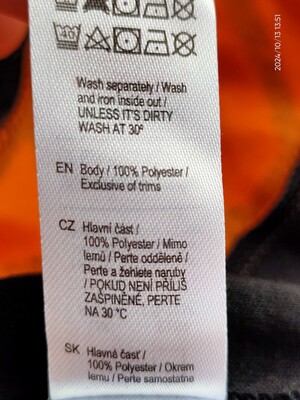 40
Wash separately / Wash
and iron inside out /
UNLESS IT'S DIRTY
WASH AT 30°
EN Body / 100% Polyester /
Exclusive of trims
CZ Hlavní část /
100% Polyester / Mimo
lemů / Perte odděleně /
Perte a žehlete naruby
/ POKUD NENÍ PŘÍLIŠ
ZAŠPINĚNÉ, PERTE
NA 30 °C
SK Hlavná časť /
100% Polyester / Okrem
lemu / Perte samostatne
2024/10/13 13:51